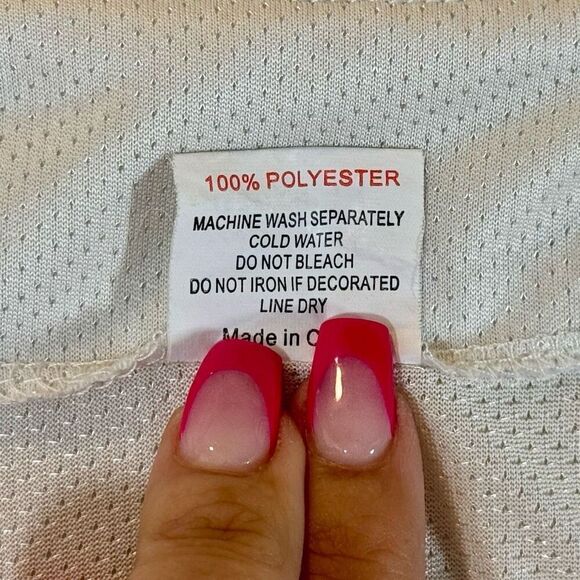 100% POLYESTER
MACHINE WASH SEPARATELY
COLD WATER
DO NOT BLEACH
DO NOT IRON IF DECORATED
LINE DRY
Made in